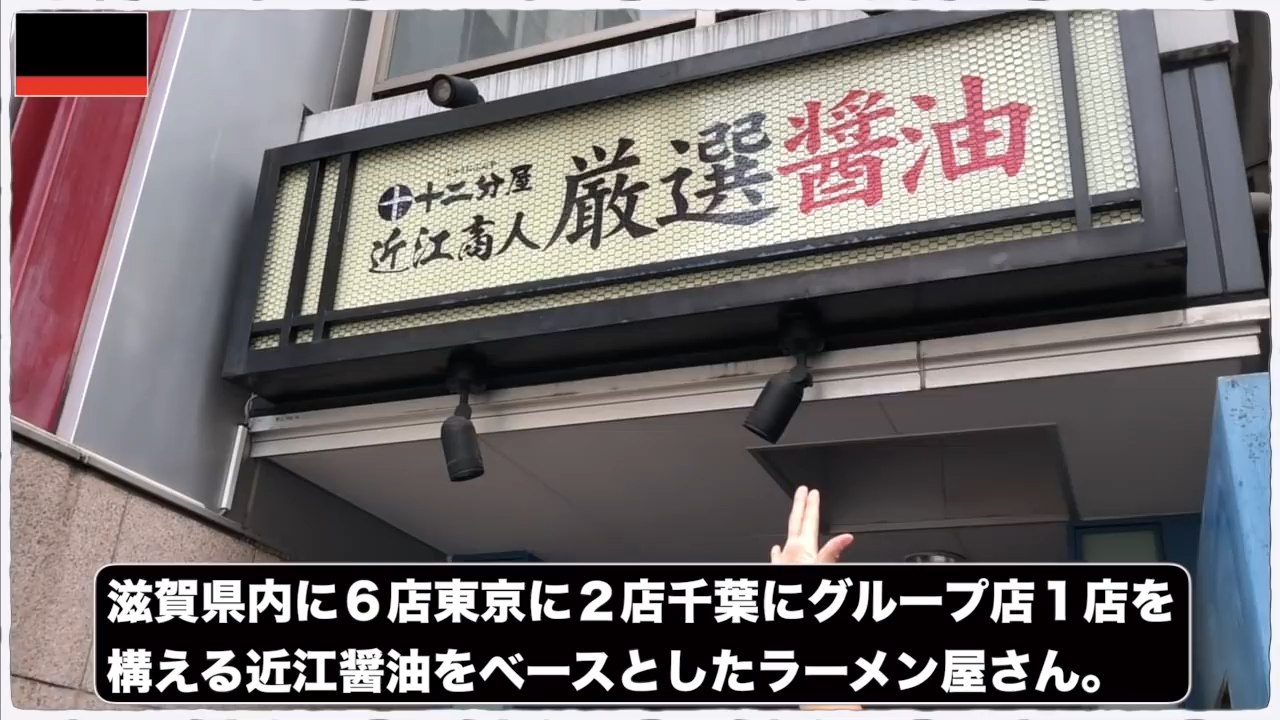 十二分屋
近江商人
厳選醤油
滋賀県内に６店東京に２店千葉にグループ店１店を
構える近江醤油をベースとしたラーメン屋さん。